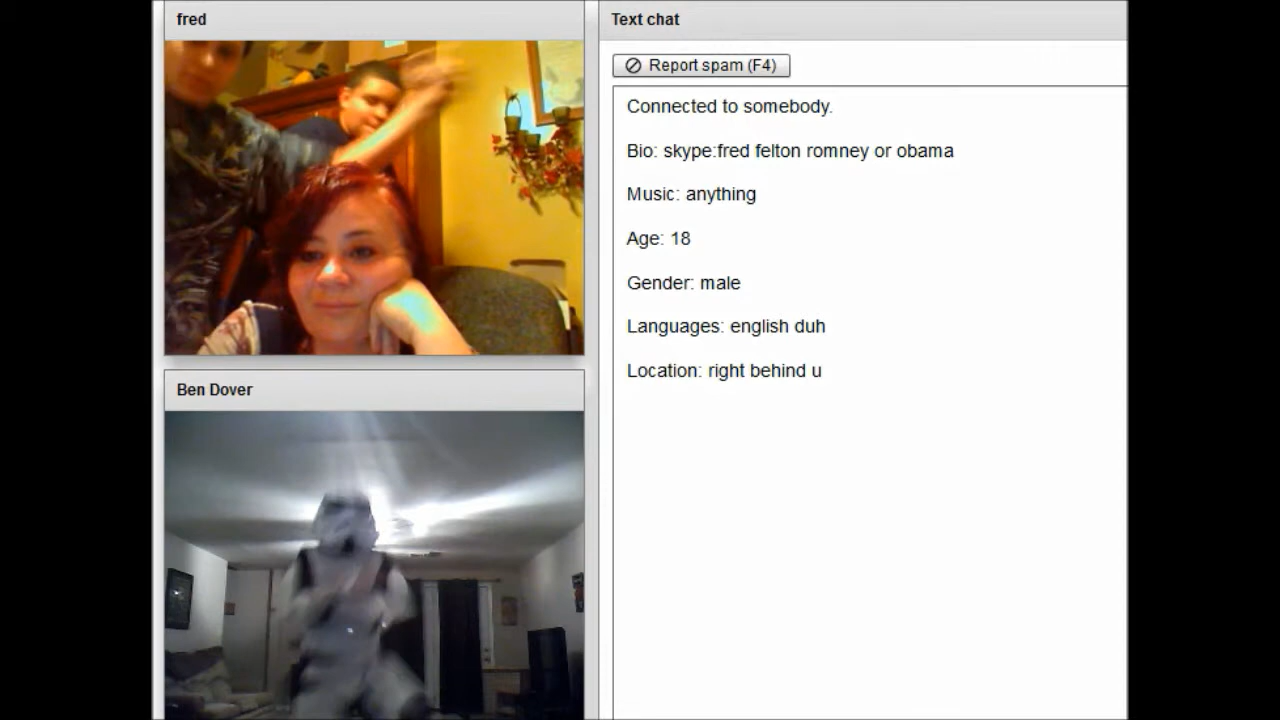 fred
Text chat
Report spam (F4)
Connected to somebody.
Bio: skype:fred felton romney or obama
Music: anything
Age: 18
Gender: male
Languages: english duh
Location: right behind u
Ben Dover